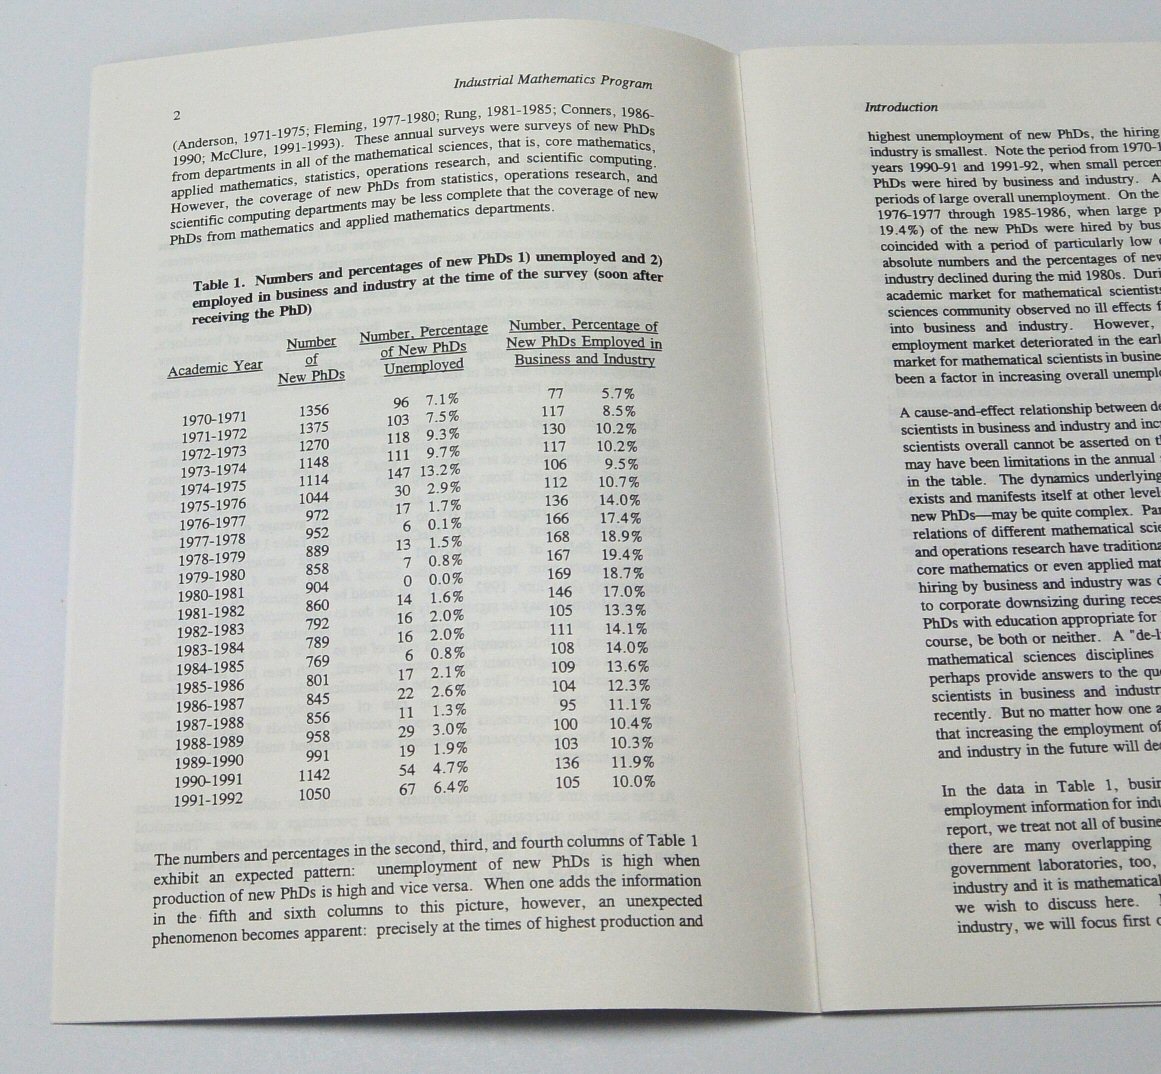 2
Industrial Mathematics Program
(Anderson, 1971-1975; Fleming, 1977-1980; Rung, 1981-1985; Conners, 1986-
1990; McClure, 1991-1993). These annual surveys were surveys of new PhDs
from departments in all of the mathematical sciences, that is, core mathematics,
applied mathematics, statistics, operations research, and scientific computing.
However, the coverage of new PhDs from statistics, operations research, and
scientific computing departments may be less complete that the coverage of new
PhDs from mathematics and applied mathematics departments.
Table 1. Numbers and percentages of new PhDs 1) unemployed and 2)
employed in business and industry at the time of the survey (soon after
receiving the PhD)
Academic Year
Number
of
New PhDs
Number, Percentage
of New PhDs
Unemployed
Number, Percentage of
New PhDs Employed in
Business and Industry
1970-1971 1356 96 7.1% 77 5.7%
1971-1972 1375 103 7.5% 117 8.5%
1972-1973 1270 118 9.3% 130 10.2%
1973-1974 1148 111 9.7% 117 10.2%
1974-1975 1114 147 13.2% 106 9.5%
1975-1976 1044 30 2.9% 112 10.7%
1976-1977 972 17 1.7% 136 14.0%
1977-1978 952 6 0.1% 166 17.4%
1978-1979 889 13 1.5% 168 18.9%
1979-1980 858 7 0.8% 167 19.4%
1980-1981 904 0 0.0% 169 18.7%
1981-1982 860 14 1.6% 146 17.0%
1982-1983 792 16 2.0% 105 13.3%
1983-1984 789 16 2.0% 111 14.1%
1984-1985 769 6 0.8% 108 14.0%
1985-1986 801 17 2.1% 109 13.6%
1986-1987 845 22 2.6% 104 12.3%
1987-1988 856 11 1.3% 95 11.1%
1988-1989 958 29 3.0% 100 10.4%
1989-1990 991 19 1.9% 103 10.3%
1990-1991 1142 54 4.7% 136 11.9%
1991-1992 1050 67 6.4% 105 10.0%
The numbers and percentages in the second, third, and fourth columns of Table 1
exhibit an expected pattern: unemployment of new PhDs is high when
production of new PhDs is high and vice versa. When one adds the information
in the fifth and sixth columns to this picture, however, an unexpected
phenomenon becomes apparent: precisely at the times of highest production and
Introduction
highest unemployment of new PhDs, the hiring
industry is smallest. Note the period from 1970-1
years 1990-91 and 1991-92, when small percen
PhDs were hired by business and industry. A
periods of large overall unemployment. On the
1976-1977 through 1985-1986, when large p
19.4%) of the new PhDs were hired by bus
coincided with a period of particularly low
absolute numbers and the percentages of new
industry declined during the mid 1980s. Duri
academic market for mathematical scientists
sciences community observed no ill effects f
into business and industry. However,
employment market deteriorated in the earl
market for mathematical scientists in busine
been a factor in increasing overall unemplo
A cause-and-effect relationship between de
scientists in business and industry and inc
scientists overall cannot be asserted on t
may have been limitations in the annual
in the table. The dynamics underlying
exists and manifests itself at other level
new PhDs—may be quite complex. Par
relations of different mathematical scie
and operations research have traditiona
core mathematics or even applied mat
hiring by business and industry was d
to corporate downsizing during reces
PhDs with education appropriate for
course, be both or neither. A "de-l
mathematical sciences disciplines
perhaps provide answers to the que
scientists in business and industr
recently. But no matter how one a
that increasing the employment of
and industry in the future will de
In the data in Table 1, busin
employment information for indu
report, we treat not all of busine
there are many overlapping
government laboratories, too,
industry and it is mathematical
we wish to discuss here.
industry, we will focus first